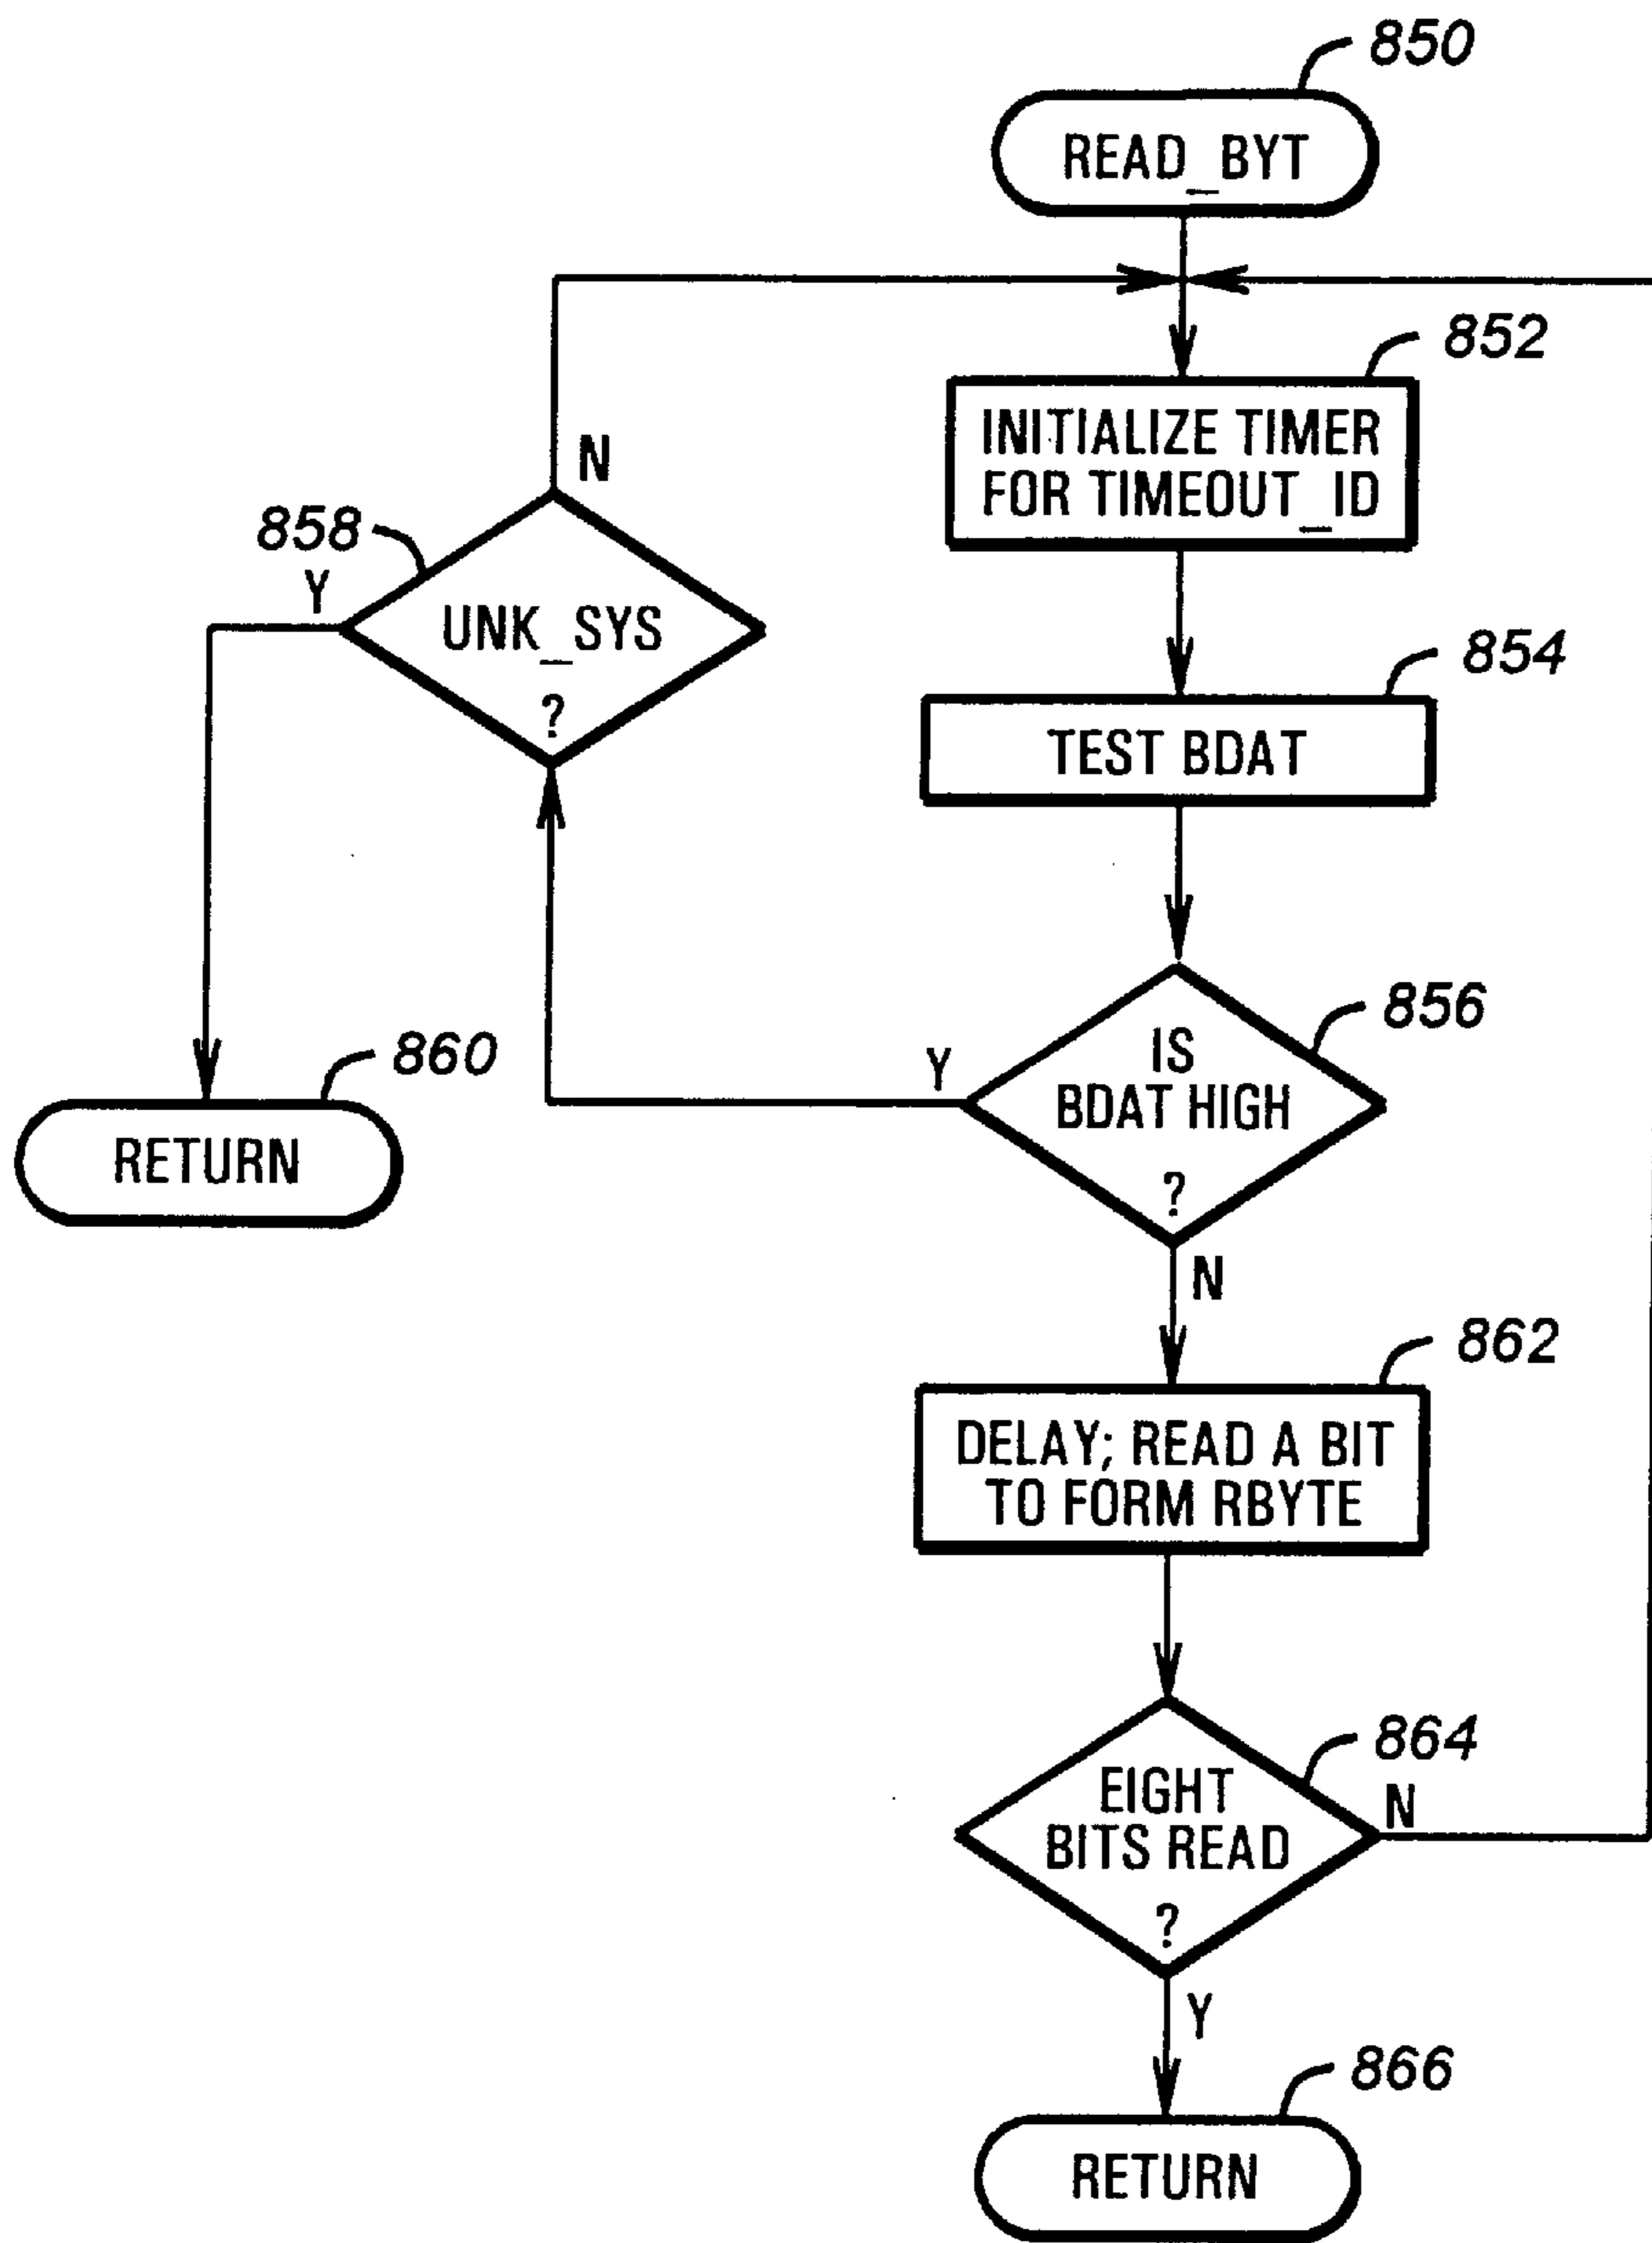 850
READ_BYT
852
INITIALIZE TIMER
FOR TIMEOUT_ID
N
858
Y
UNK_SYS
?
854
TEST BDAT
856
IS
BDAT HIGH
?
Y
860
RETURN
N
862
DELAY; READ A BIT
TO FORM RBYTE
864
EIGHT
BITS READ
?
N
Y
866
RETURN